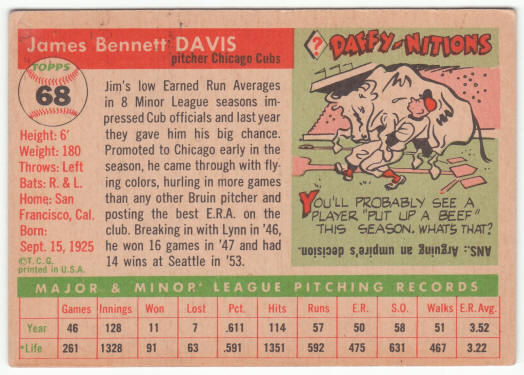 James Bennett DAVIS
pitcher Chicago Cubs
TOPPS
68
Height: 6'
Weight: 180
Throws: Left
Bats: R. & L.
Home: San
Francisco, Cal.
Born:
Sept. 15, 1925
©T.C.G.
printed in U.S.A.
Jim's low Earned Run Averages
in 8 Minor League seasons im-
pressed Cub officials and last year
they gave him his big chance.
Promoted to Chicago early in the
season, he came through with fly-
ing colors, hurling in more games
than any other Bruin pitcher and
posting the best E.R.A. on the
club. Breaking in with Lynn in '46,
he won 16 games in '47 and had
14 wins at Seattle in '53.
? DAFFY-NITIONS
YOU'LL PROBABLY SEE A
PLAYER "PUT UP A BEEF"
THIS SEASON. WHAT'S THAT?
ANS.: Arguing an umpire's decision.
MAJOR & MINOR* LEAGUE PITCHING RECORDS
Games Innings Won Lost Pct. Hits Runs E.R. S.O. Walks E.R. Avg.
Year 46 128 11 7 .611 114 57 50 58 51 3.52
*Life 261 1328 91 63 .591 1351 592 475 631 467 3.22